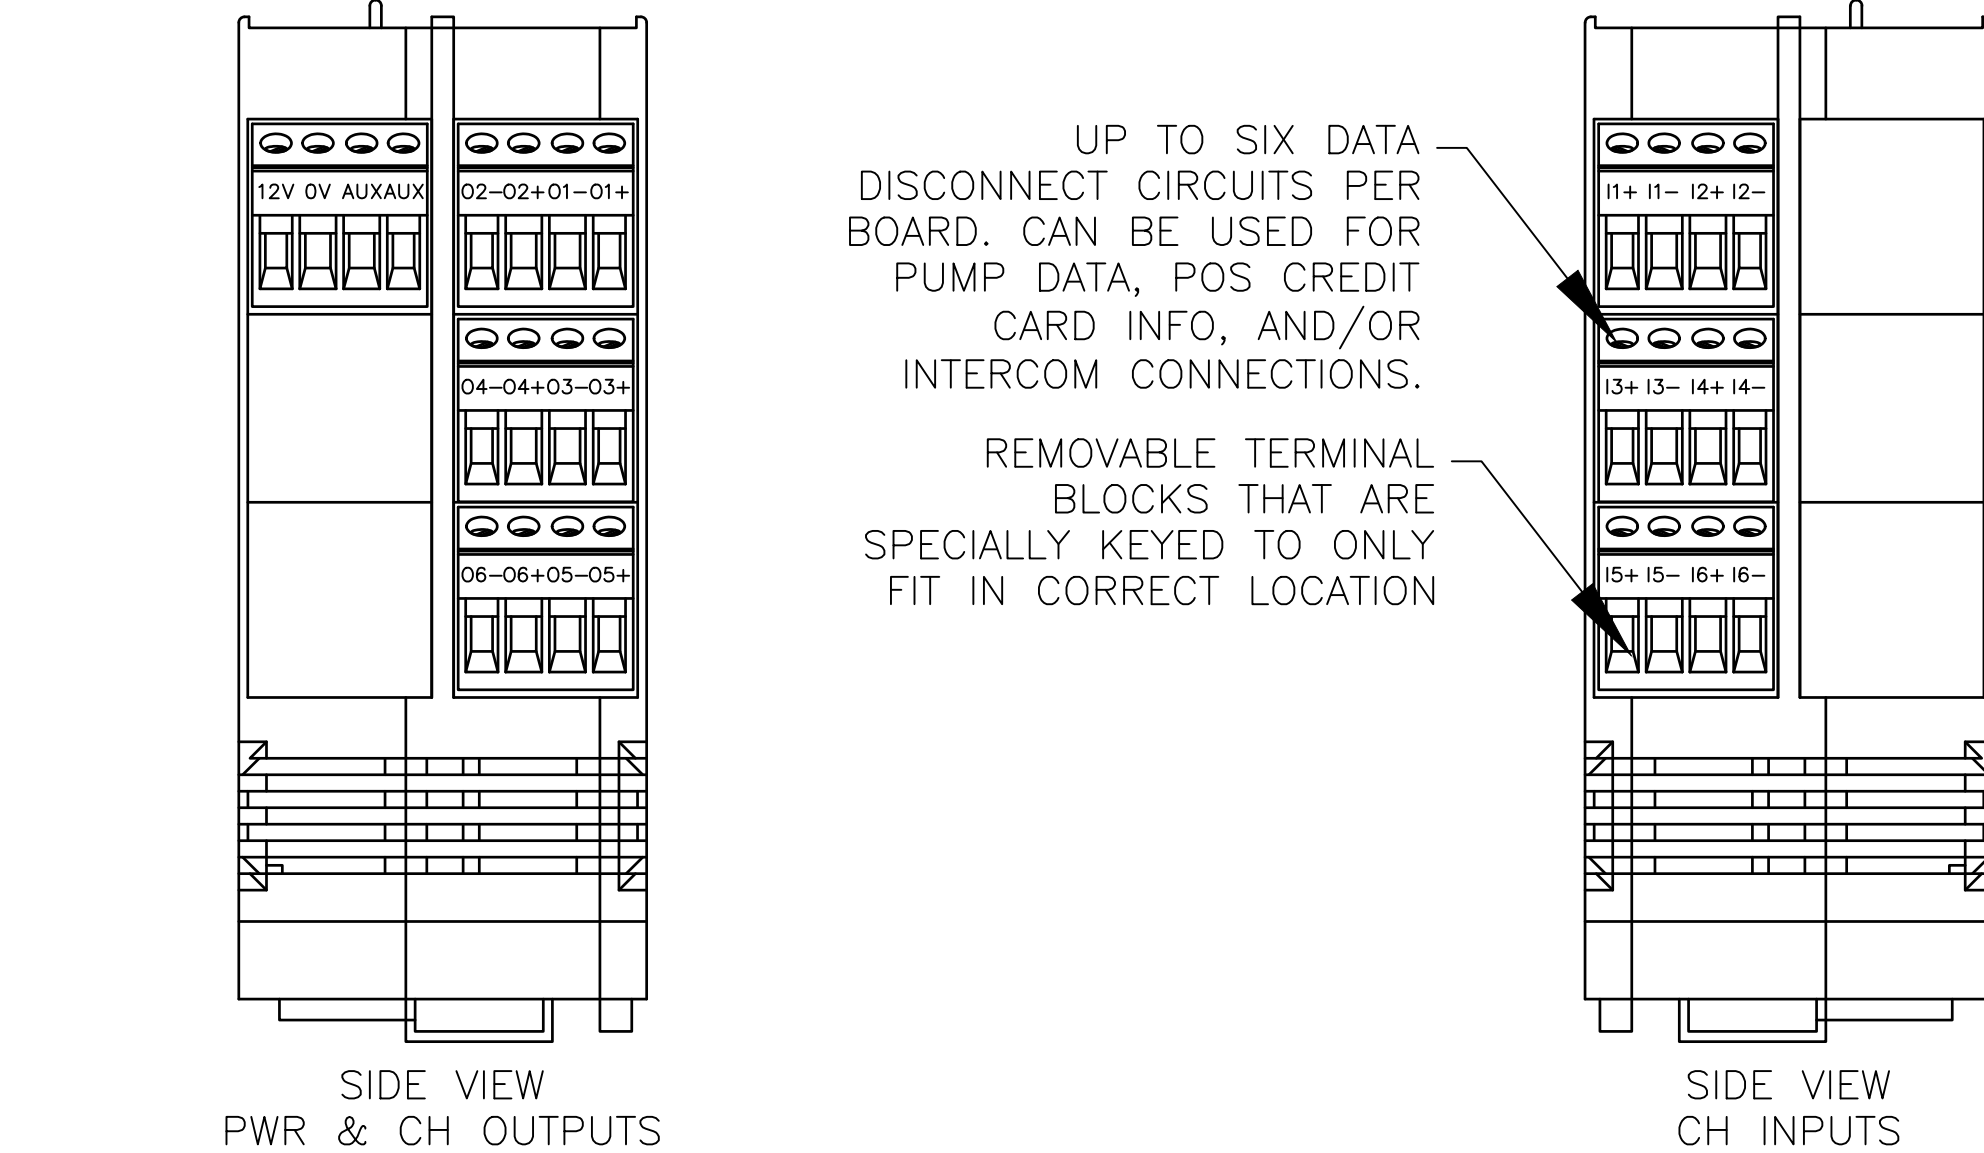 12V 0V AUX AUX
O2- O2+ O1- O1+
O4- O4+ O3- O3+
O6- O6+ O5- O5+
SIDE VIEW
PWR & CH OUTPUTS
UP TO SIX DATA
DISCONNECT CIRCUITS PER
BOARD. CAN BE USED FOR
PUMP DATA, POS CREDIT
CARD INFO, AND/OR
INTERCOM CONNECTIONS.
REMOVABLE TERMINAL
BLOCKS THAT ARE
SPECIALLY KEYED TO ONLY
FIT IN CORRECT LOCATION
I1+ I1- I2+ I2-
I3+ I3- I4+ I4-
I5+ I5- I6+ I6-
SIDE VIEW
CH INPUTS